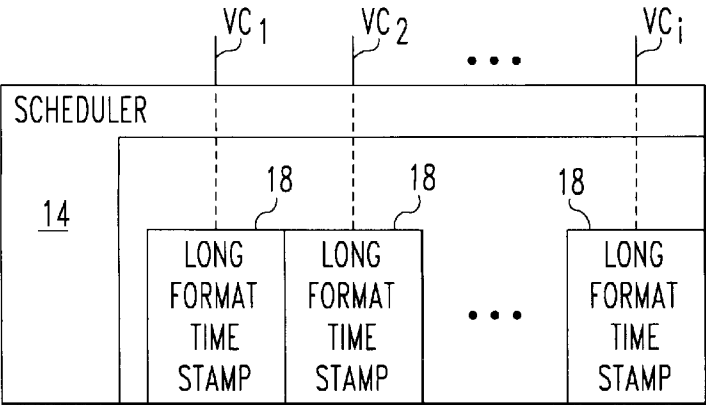 VC1 VC2 ••• VCi
SCHEDULER
14
18 18 18
LONG LONG LONG
FORMAT FORMAT ••• FORMAT
TIME TIME TIME
STAMP STAMP STAMP